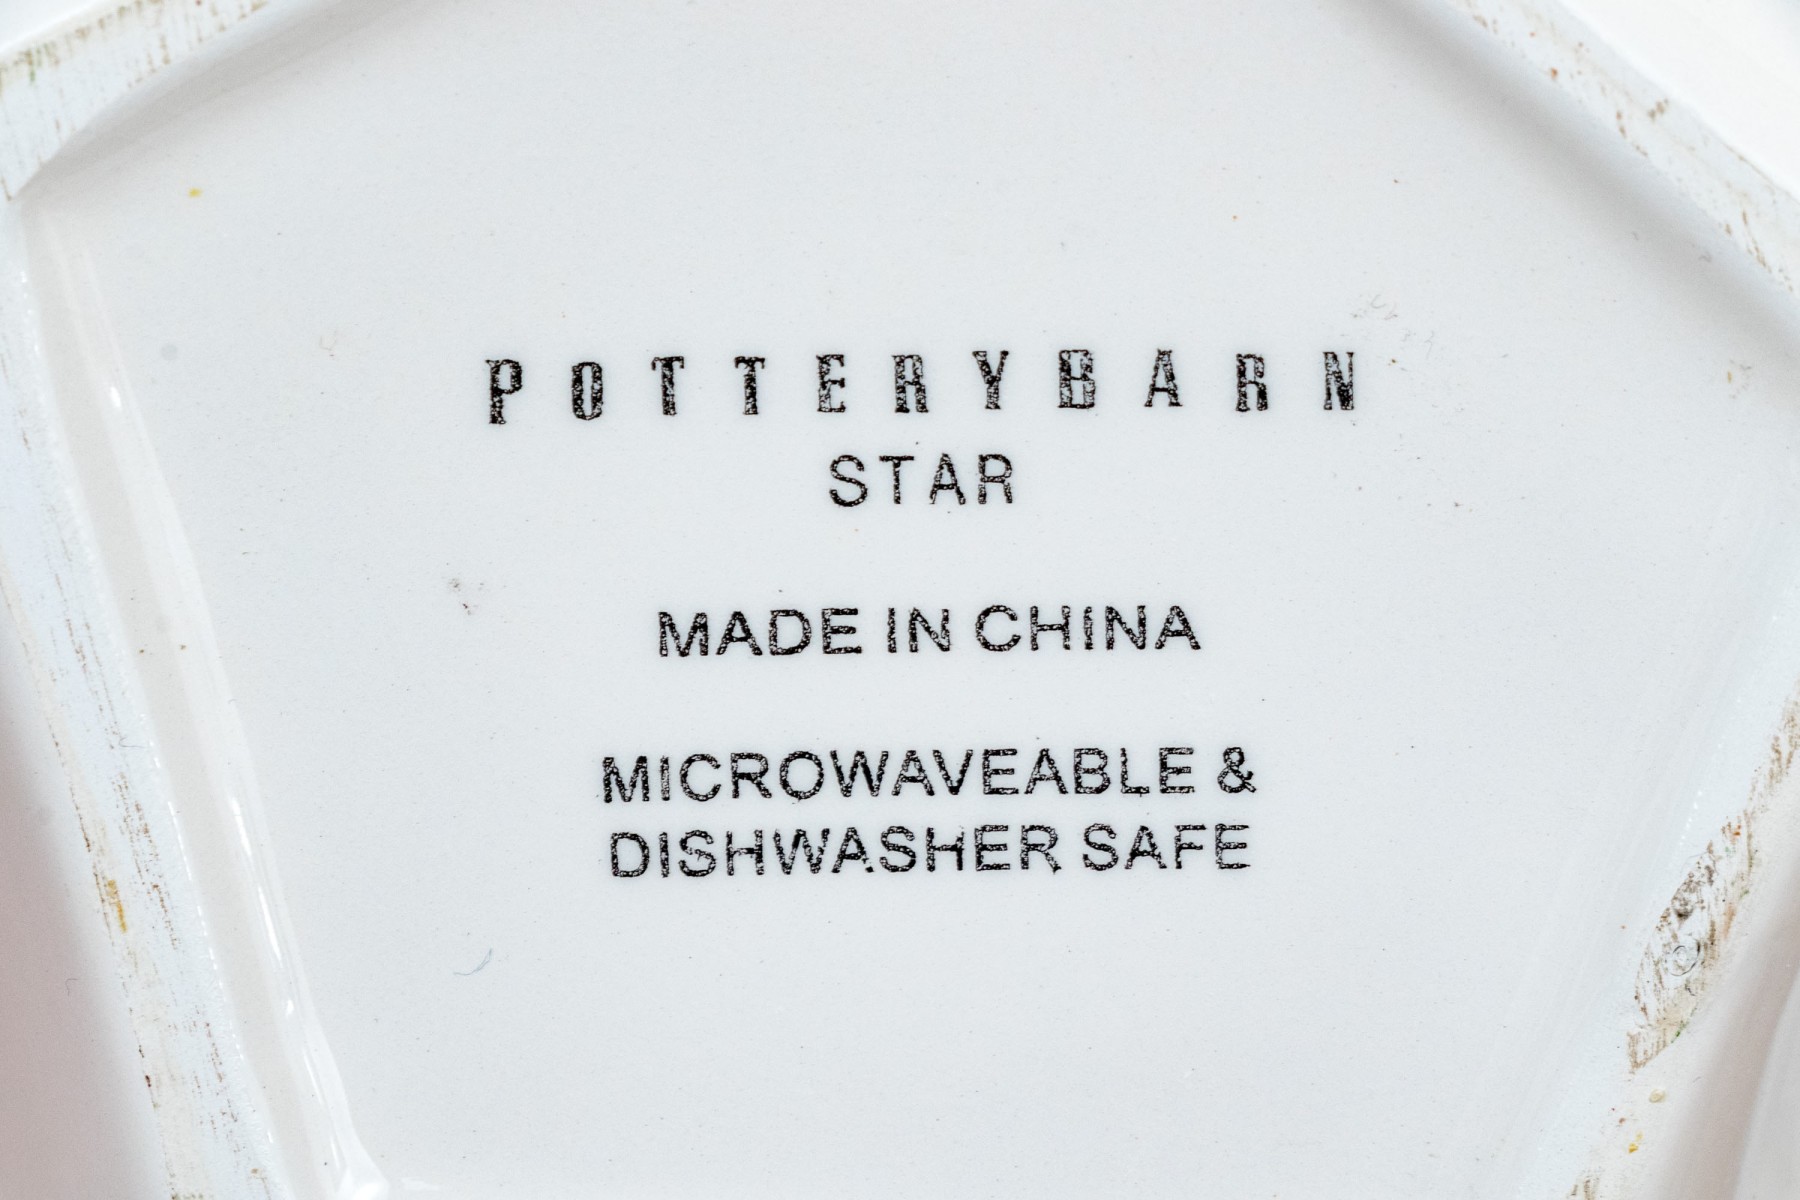 POTTERYBARN
STAR
MADE IN CHINA
MICROWAVEABLE &
DISHWASHER SAFE